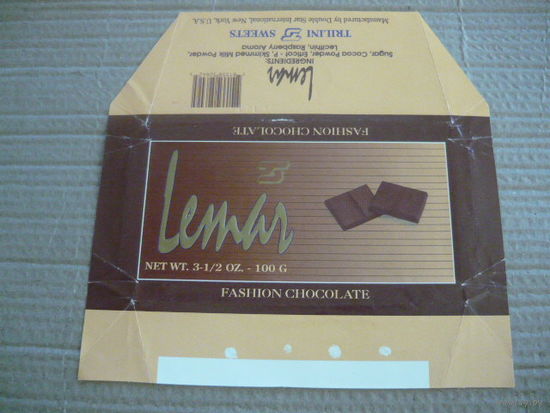 Manufactured by Double Star International, New York, U.S.A.
TRILINI SWEETS
Lemar
INGREDIENTS:
Sugar, Cocoa Powder, Erticol - P, Skimmed Milk Powder,
Lecithin, Raspberry Aroma
FASHION CHOCOLATE
Lemar
NET WT. 3-1/2 OZ. - 100 G
FASHION CHOCOLATE